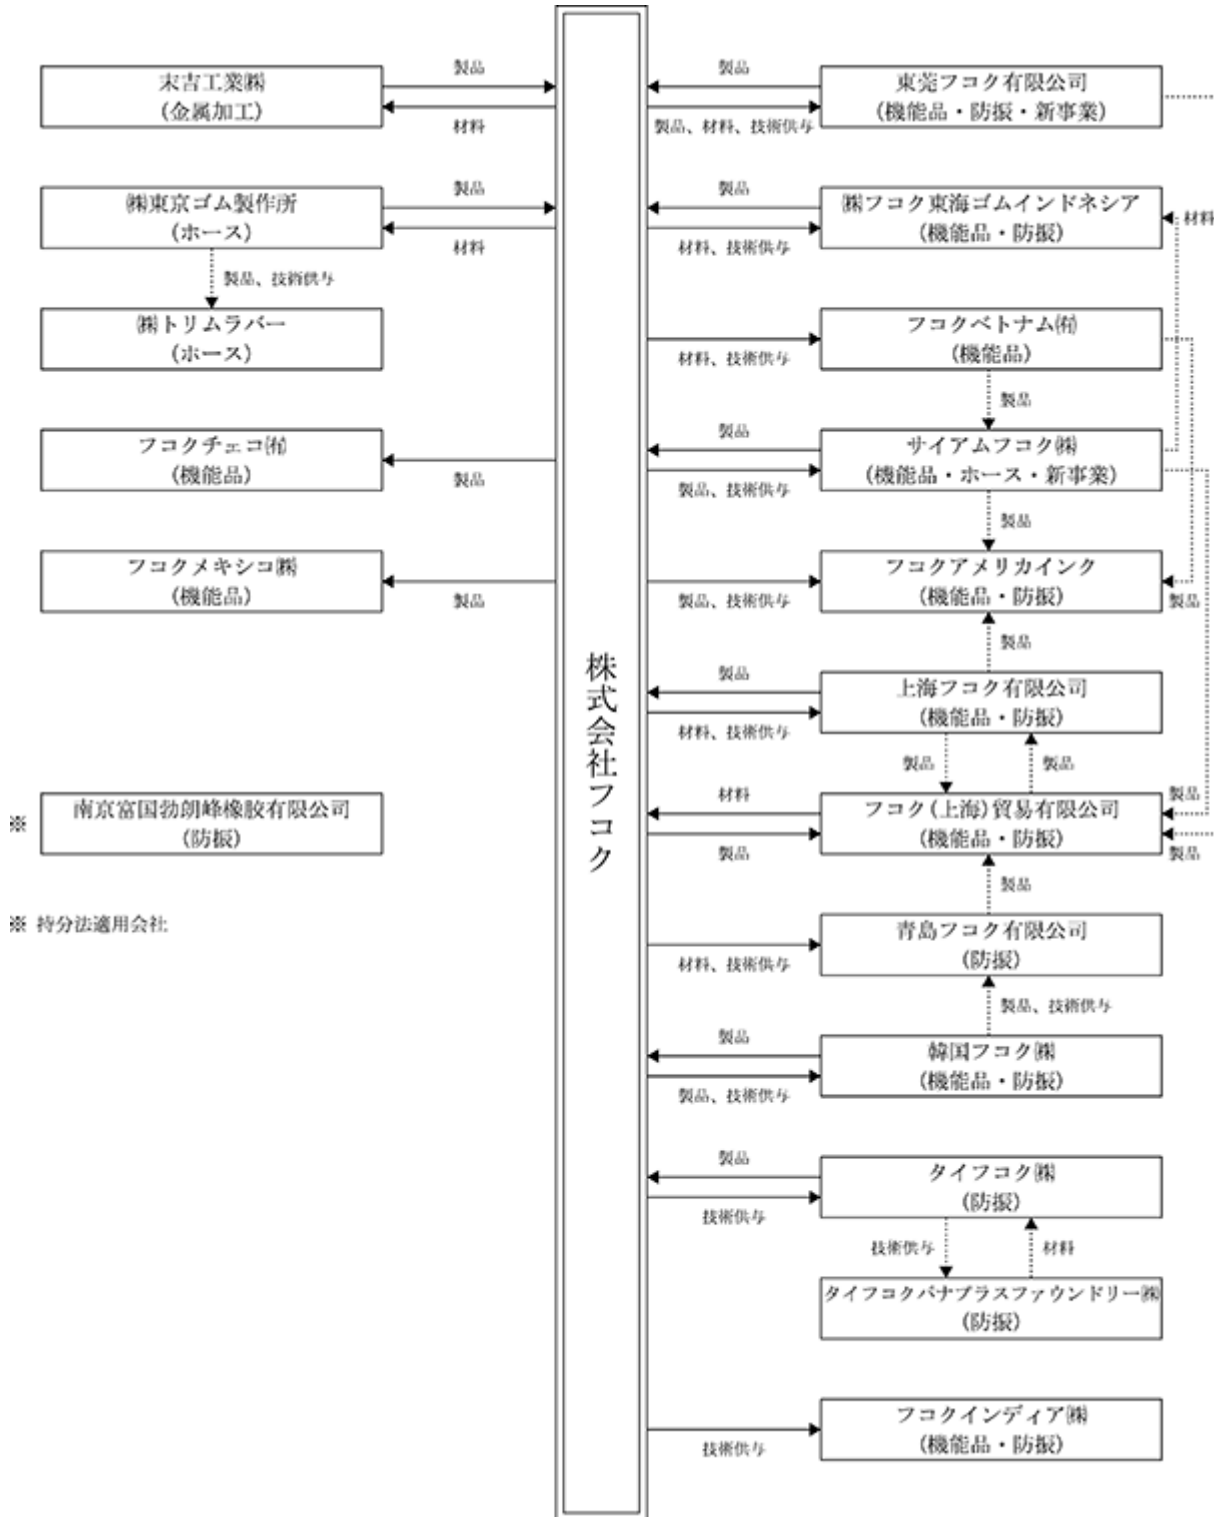 末吉工業㈱
(金属加工)
製品
材料
㈱東京ゴム製作所
(ホース)
製品
材料
製品、技術供与
㈱トリムラバー
(ホース)
フコクチェコ㈲
(機能品)
製品
フコクメキシコ㈱
(機能品)
製品
※
南京富国勃朗峰橡胶有限公司
(防振)
※ 持分法適用会社
株式会社フコク
製品
製品、材料、技術供与
東莞フコク有限公司
(機能品・防振・新事業)
製品
材料、技術供与
㈱フコク東海ゴムインドネシア
(機能品・防振)
材料
材料、技術供与
フコクベトナム㈲
(機能品)
製品
製品
製品、技術供与
サイアムフコク㈱
(機能品・ホース・新事業)
製品
製品、技術供与
フコクアメリカインク
(機能品・防振)
製品
製品
製品
材料、技術供与
上海フコク有限公司
(機能品・防振)
製品
製品
材料
製品
フコク(上海)貿易有限公司
(機能品・防振)
製品
製品
製品
材料、技術供与
青島フコク有限公司
(防振)
製品、技術供与
製品
製品、技術供与
韓国フコク㈱
(機能品・防振)
製品
技術供与
タイフコク㈱
(防振)
技術供与
材料
タイフコクパナプラスファウンドリー㈱
(防振)
技術供与
フコクインディア㈱
(機能品・防振)